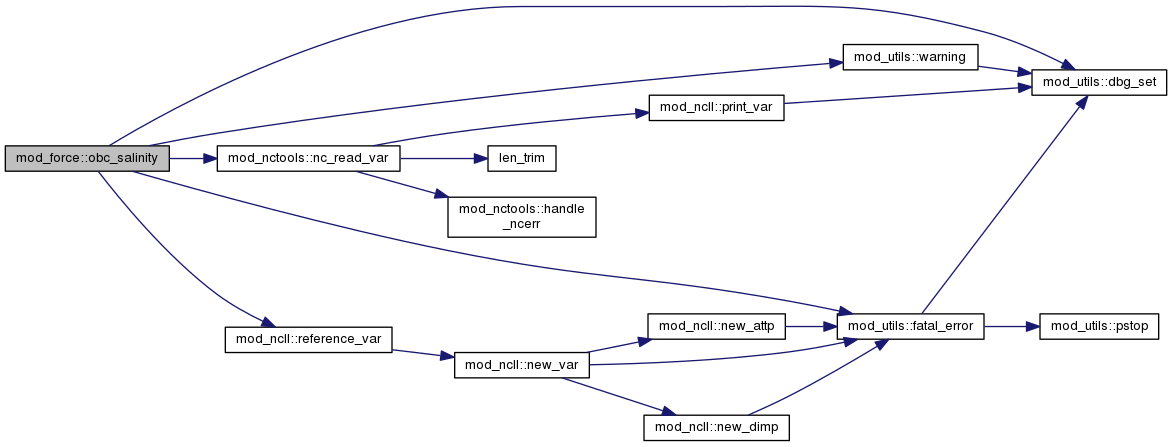 mod_force::obc_salinity
mod_utils::warning
mod_utils::dbg_set
mod_ncll::print_var
mod_nctools::nc_read_var
len_trim
mod_nctools::handle
_ncerr
mod_ncll::reference_var
mod_ncll::new_attp
mod_utils::fatal_error
mod_utils::pstop
mod_ncll::new_var
mod_ncll::new_dimp